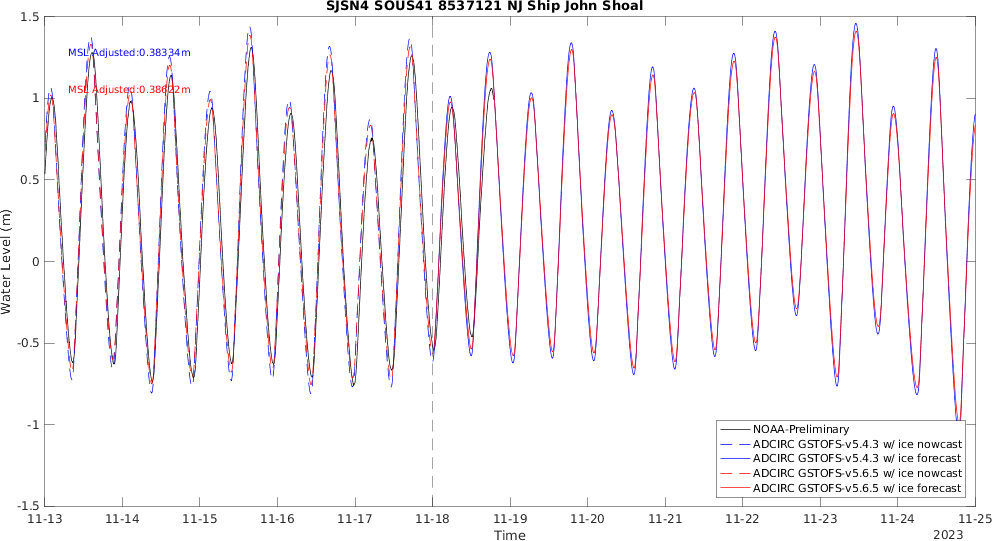 SJSN4 SOUS41 8537121 NJ Ship John Shoal
MSL Adjusted:0.38334m
MSL Adjusted:0.38622m
Water Level (m)
1.5
1
0.5
0
-0.5
-1
-1.5
NOAA-Preliminary
ADCIRC GSTOFS-v5.4.3 w/ ice nowcast
ADCIRC GSTOFS-v5.4.3 w/ ice forecast
ADCIRC GSTOFS-v5.6.5 w/ ice nowcast
ADCIRC GSTOFS-v5.6.5 w/ ice forecast
11-13 11-14 11-15 11-16 11-17 11-18 11-19 11-20 11-21 11-22 11-23 11-24 11-25
Time
2023